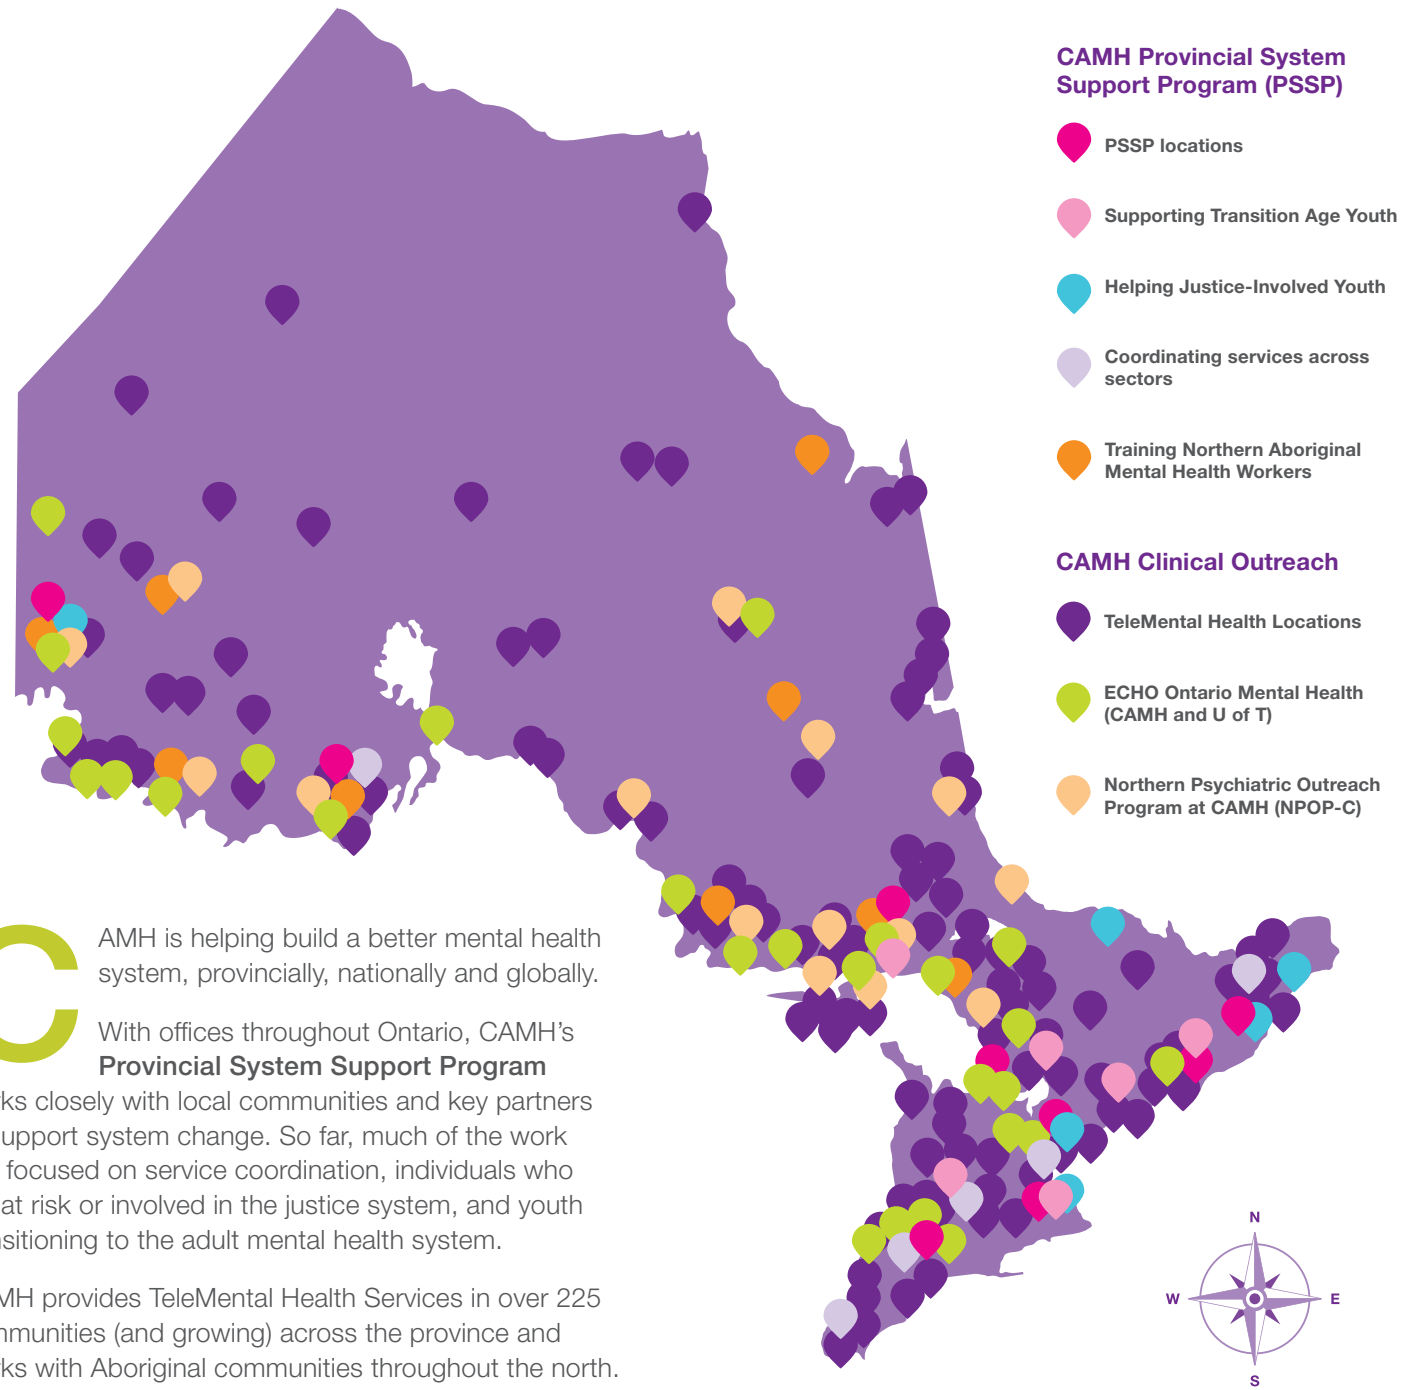 CAMH Provincial System
Support Program (PSSP)
PSSP locations
Supporting Transition Age Youth
Helping Justice-Involved Youth
Coordinating services across
sectors
Training Northern Aboriginal
Mental Health Workers
CAMH Clinical Outreach
TeleMental Health Locations
ECHO Ontario Mental Health
(CAMH and U of T)
Northern Psychiatric Outreach
Program at CAMH (NPOP-C)
CAMH is helping build a better mental health
system, provincially, nationally and globally.
With offices throughout Ontario, CAMH's
Provincial System Support Program
rks closely with local communities and key partners
upport system change. So far, much of the work
focused on service coordination, individuals who
at risk or involved in the justice system, and youth
nsitioning to the adult mental health system.
MH provides TeleMental Health Services in over 225
mmunities (and growing) across the province and
rks with Aboriginal communities throughout the north.
N
W
E
S